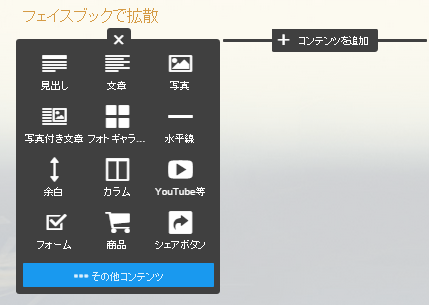 フェイスブックで拡散
コンテンツを追加
見出し
文章
写真
写真付き文章
フォトギャラ...
水平線
余白
カラム
YouTube等
フォーム
商品
シェアボタン
その他コンテンツ